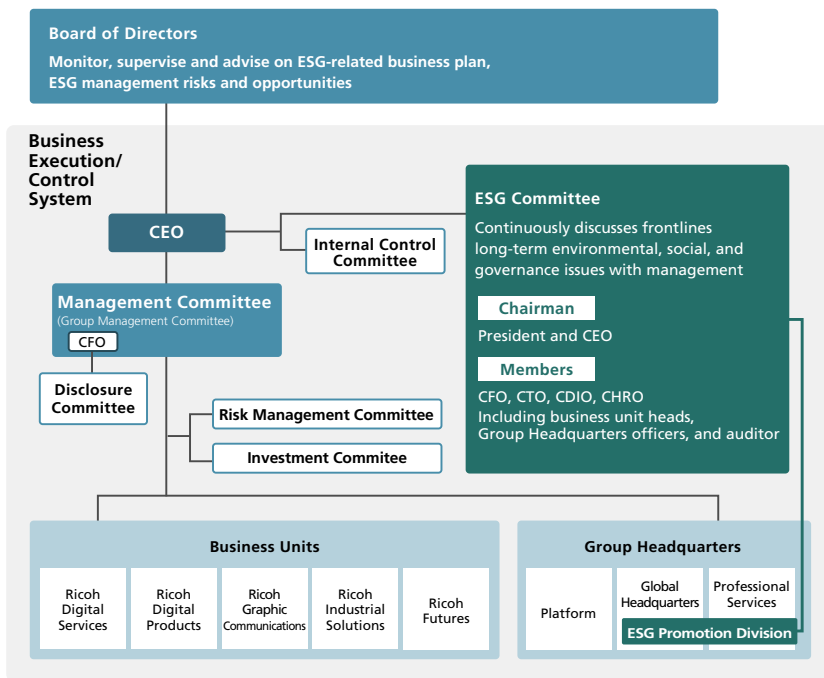 Board of Directors
Monitor, supervise and advise on ESG-related business plan,
ESG management risks and opportunities
Business
Execution/
Control
System
CEO
Internal Control
Committee
ESG Committee
Continuously discusses frontlines
long-term environmental, social, and
governance issues with management
Chairman
President and CEO
Members
CFO, CTO, CDIO, CHRO
Including business unit heads,
Group Headquarters officers, and auditor
Management Committee
(Group Management Committee)
CFO
Disclosure
Committee
Risk Management Committee
Investment Commitee
Business Units
Ricoh
Digital
Services
Ricoh
Digital
Products
Ricoh
Graphic
Communications
Ricoh
Industrial
Solutions
Ricoh
Futures
Group Headquarters
Platform
Global
Headquarters
Professional
Services
ESG Promotion Division